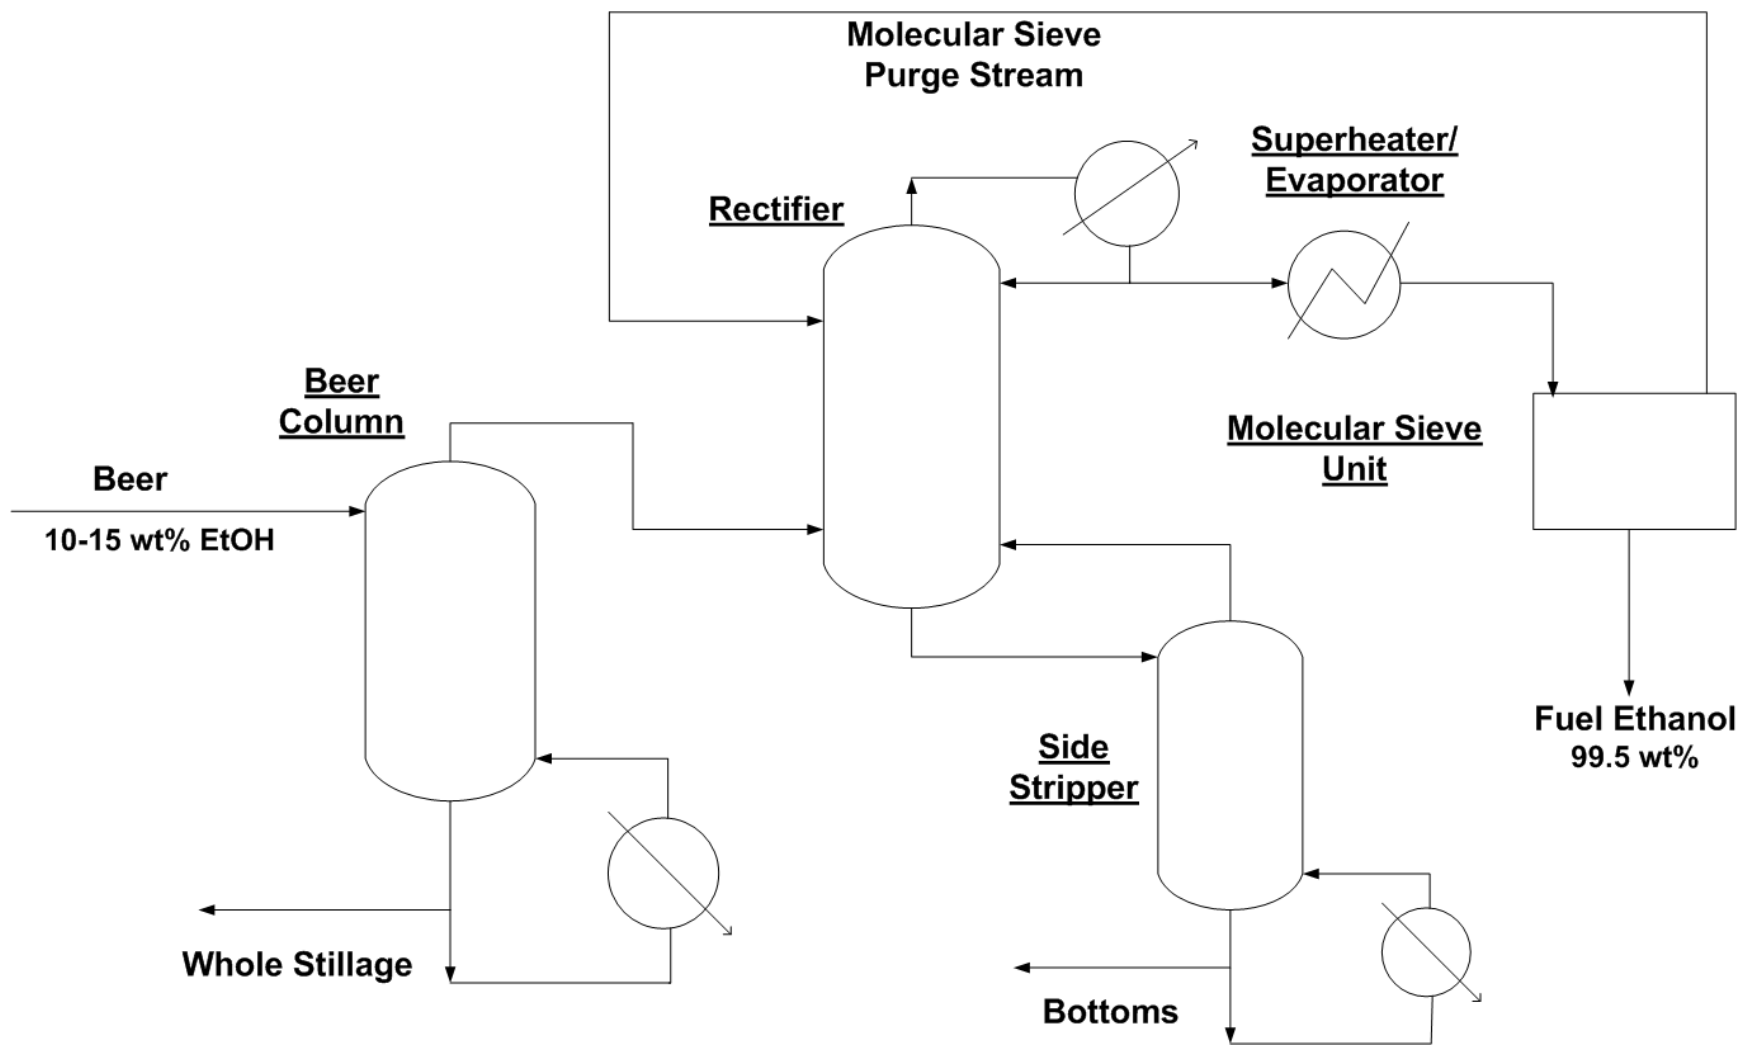 Molecular Sieve
Purge Stream
Superheater/
Evaporator
Rectifier
Beer
Column
Molecular Sieve
Unit
Beer
10-15 wt% EtOH
Fuel Ethanol
99.5 wt%
Side
Stripper
Whole Stillage
Bottoms